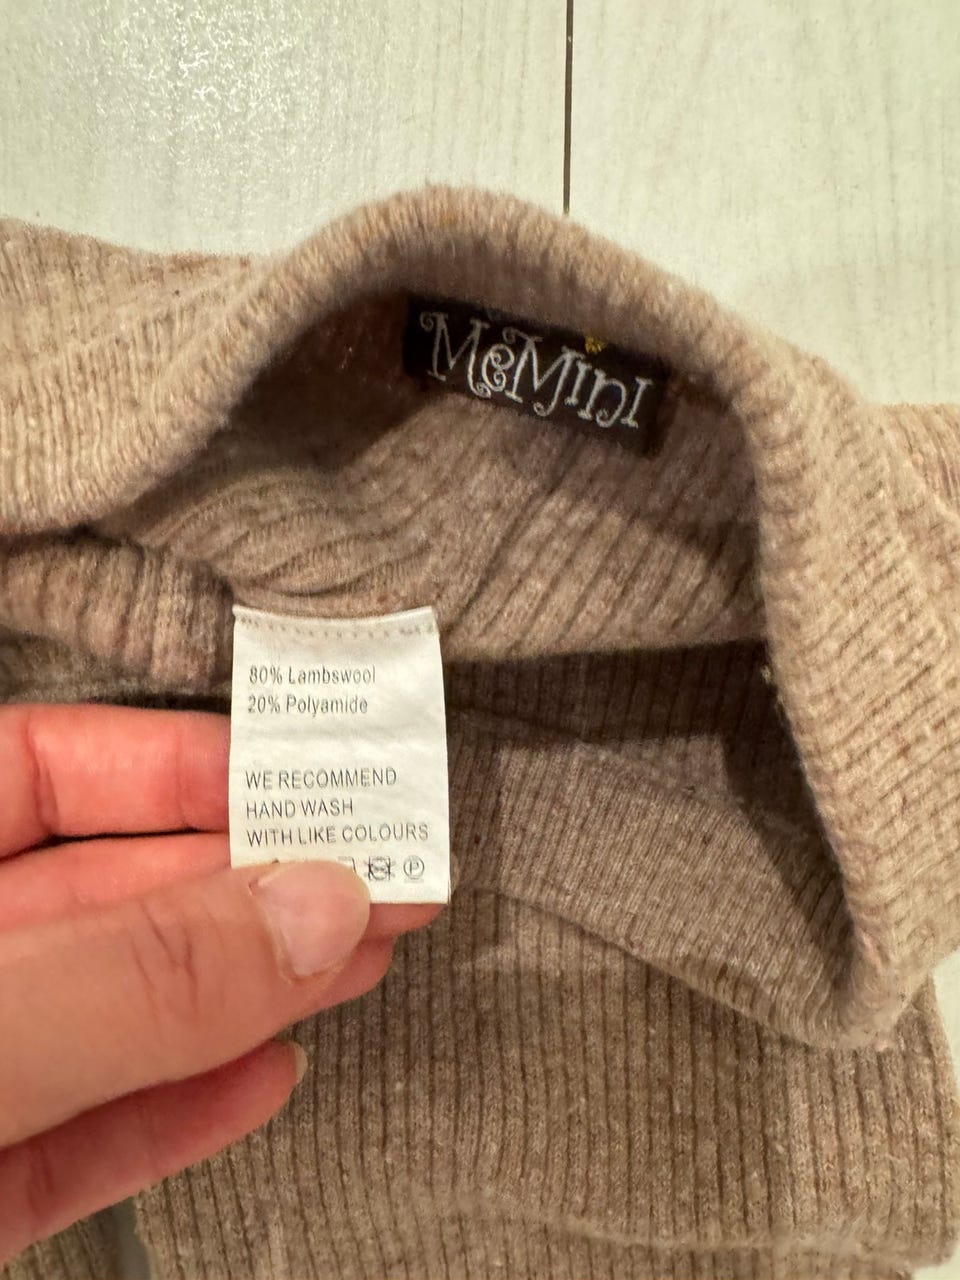 MeMini
80% Lambswool
20% Polyamide
WE RECOMMEND
HAND WASH
WITH LIKE COLOURS
P